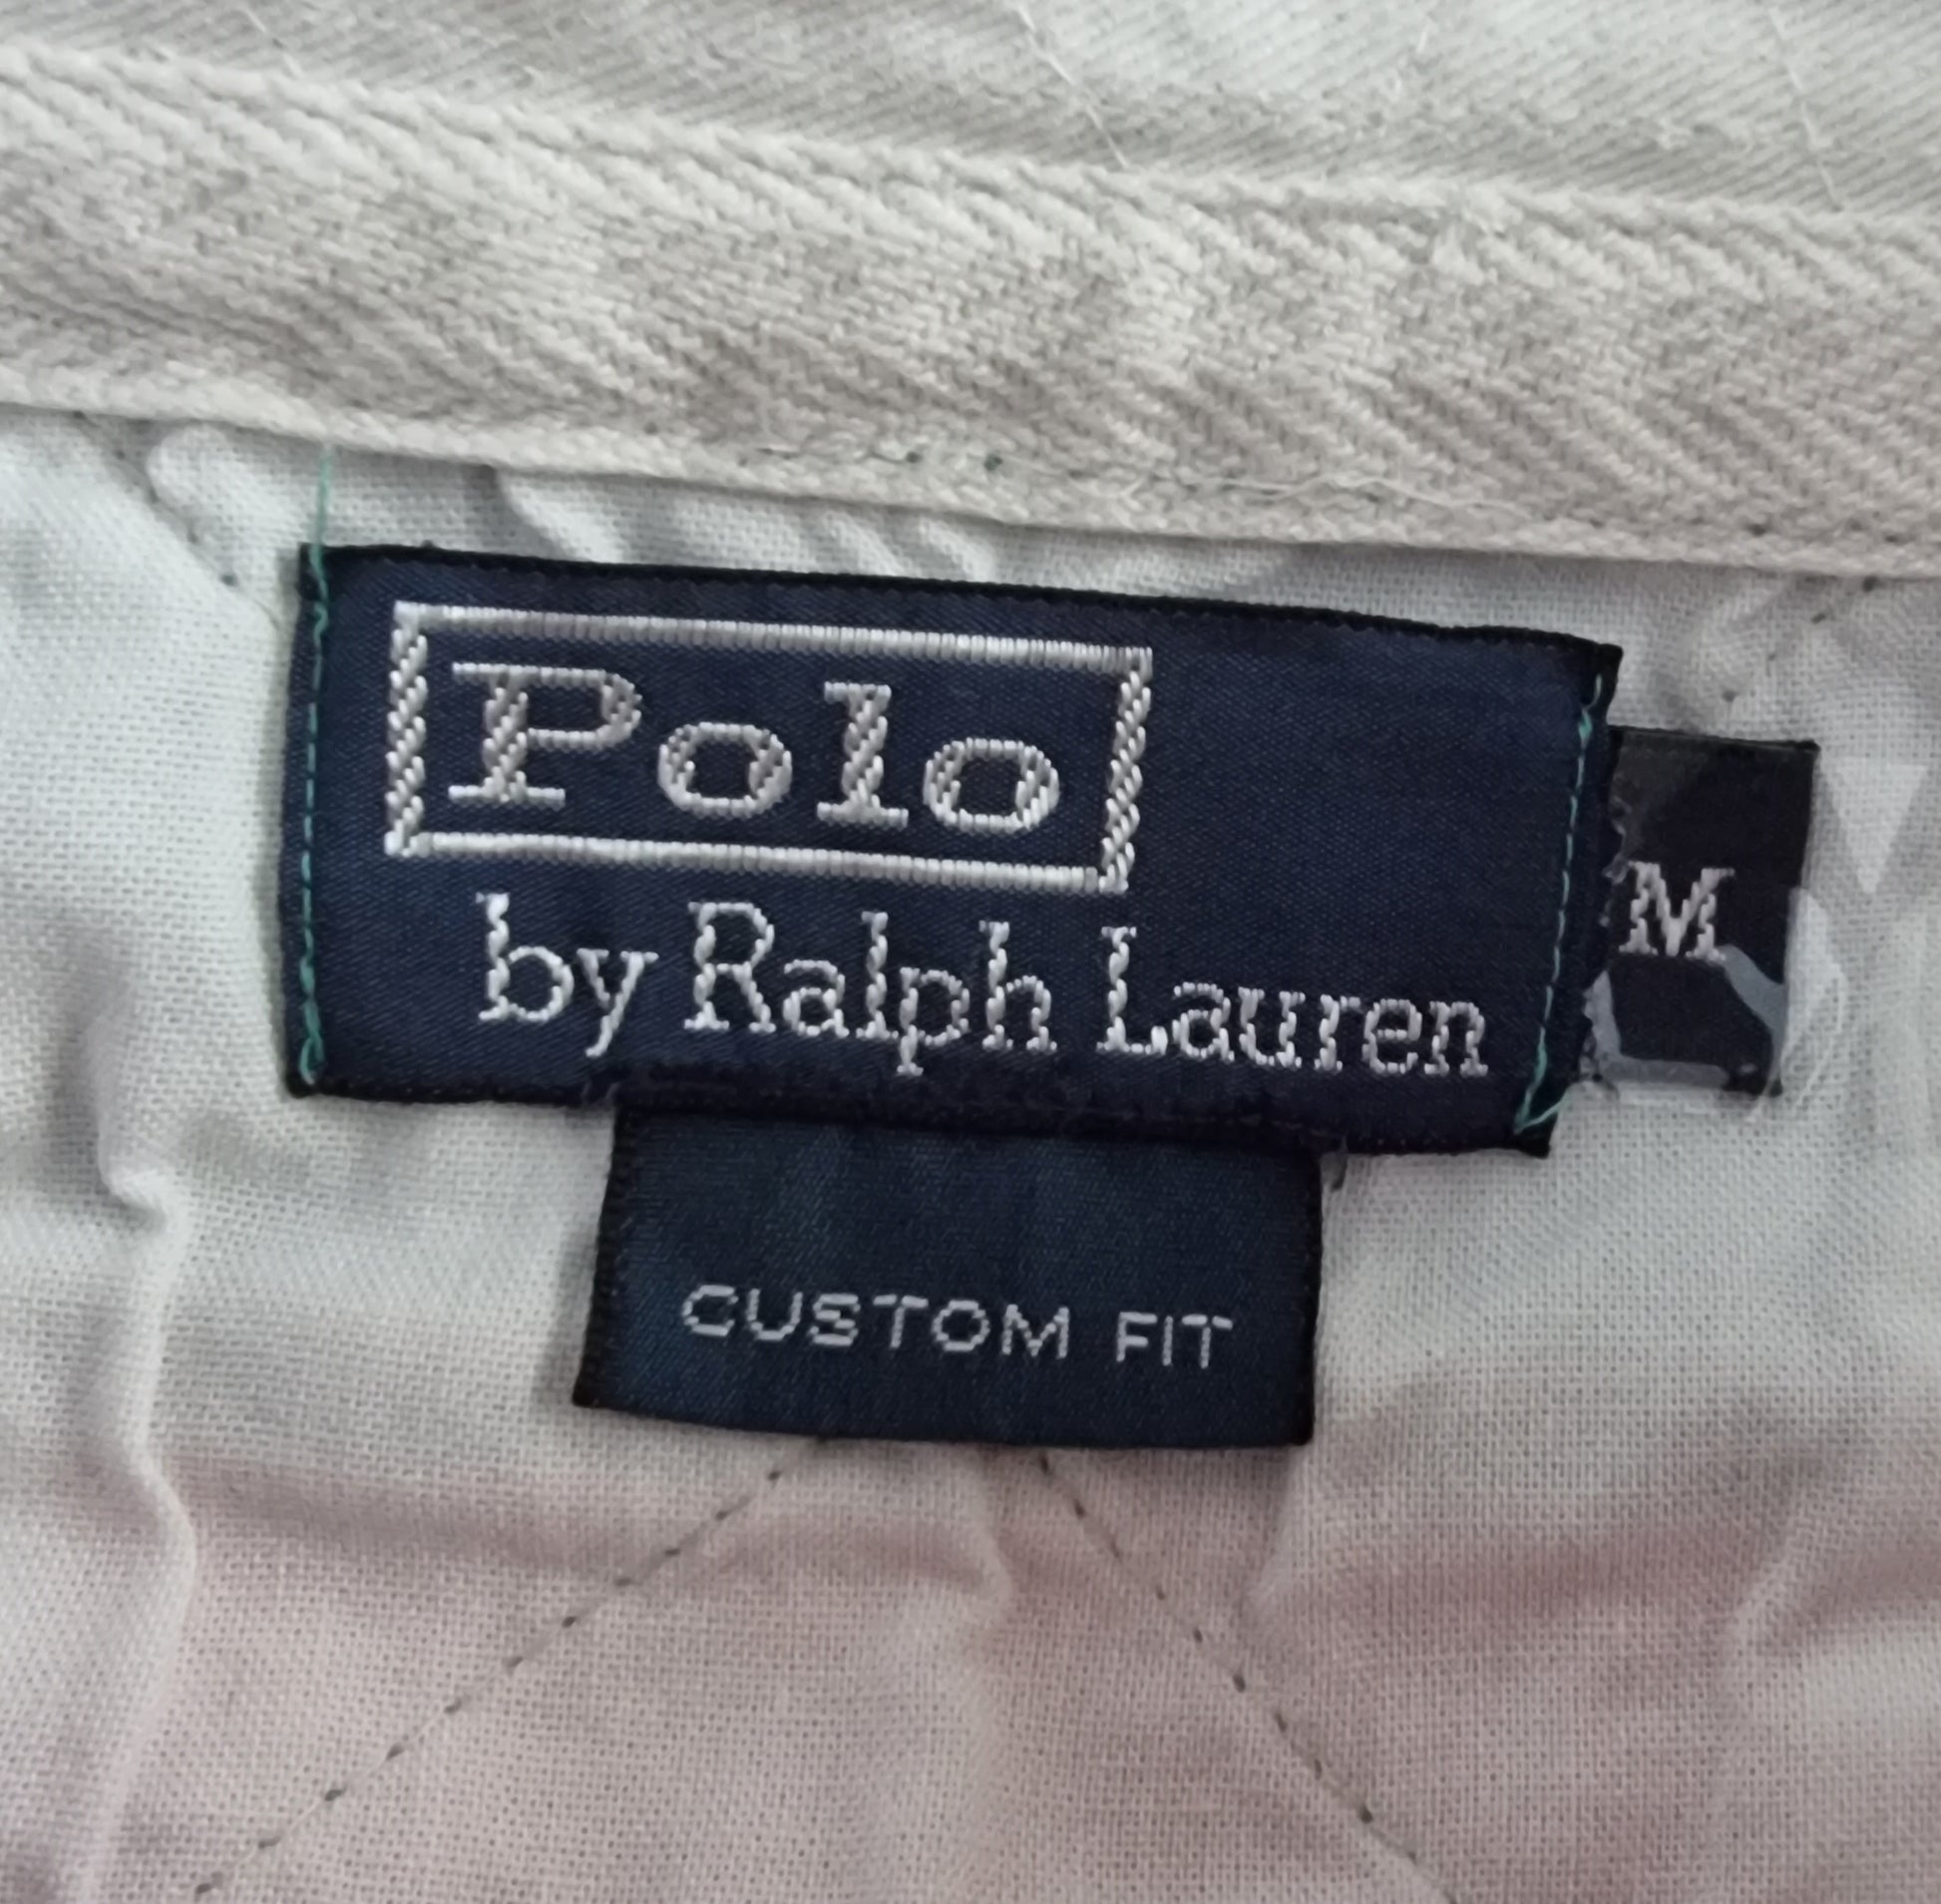 Polo
by Ralph Lauren
M
CUSTOM FIT